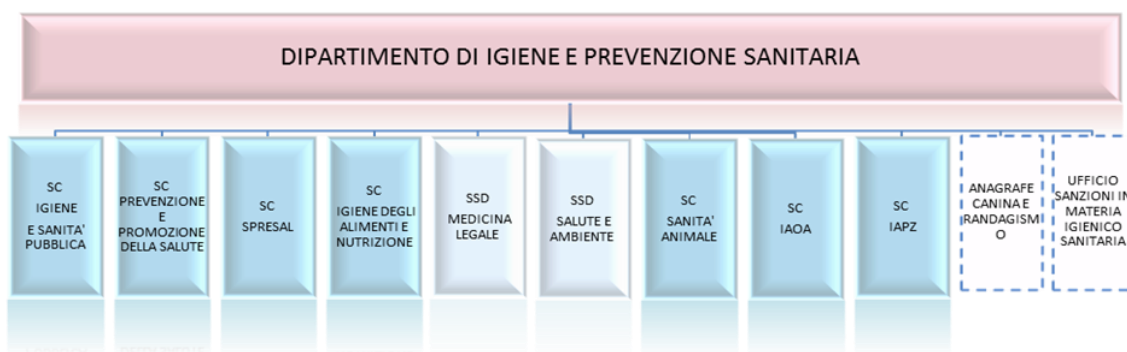 DIPARTIMENTO DI IGIENE E PREVENZIONE SANITARIA
SC
IGIENE
E SANITA' PUBBLICA
SC
PREVENZIONE
E
PROMOZIONE
DELLA SALUTE
SC
SPRESAL
SC
IGIENE DEGLI
ALIMENTI E
NUTRIZIONE
SSD
MEDICINA
LEGALE
SSD
SALUTE E
AMBIENTE
SC
SANITA'
ANIMALE
SC
IAOA
SC
IAPZ
ANAGRAFE
CANINA E
RANDAGISM
O
UFFICIO
SANZIONI IN
MATERIA
IGIENICO
SANITARIA